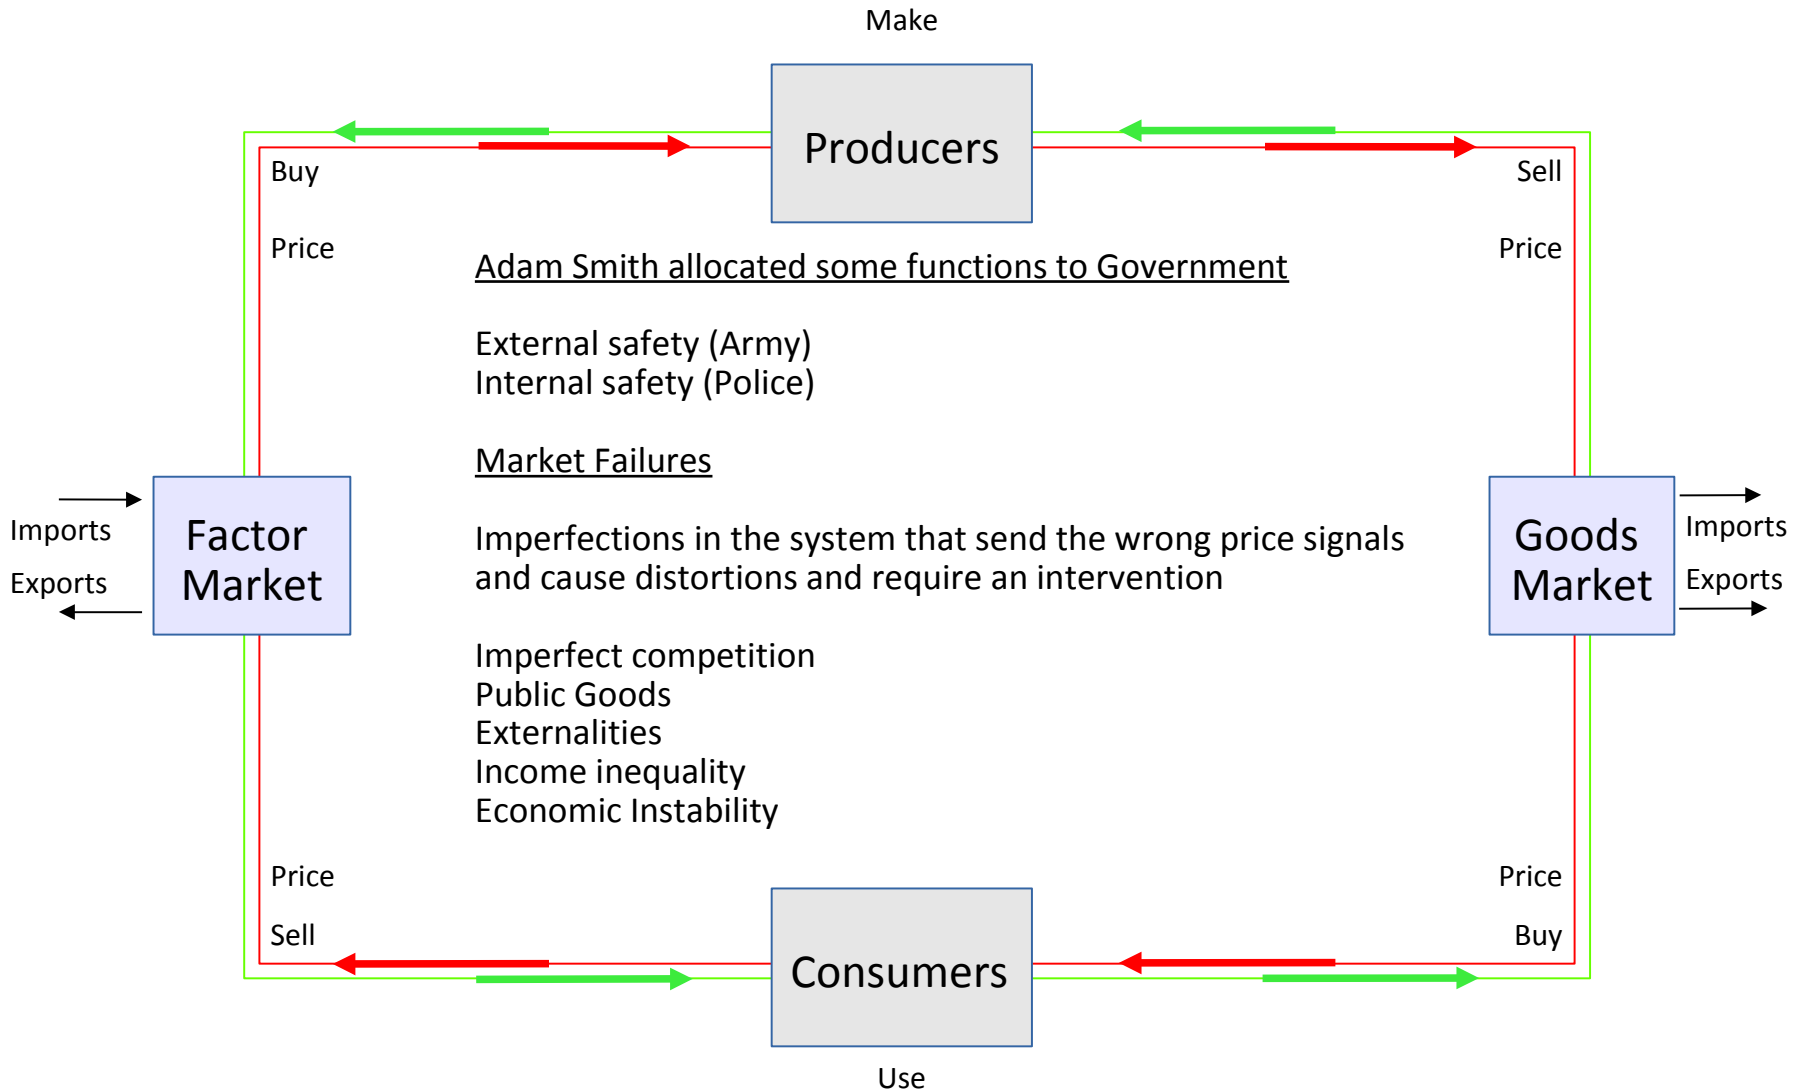 Make
Producers
Buy
Sell
Price
Price
Adam Smith allocated some functions to Government
External safety (Army)
Internal safety (Police)
Market Failures
Imports
Exports
Factor
Market
Imperfections in the system that send the wrong price signals
and cause distortions and require an intervention
Goods
Market
Imports
Exports
Imperfect competition
Public Goods
Externalities
Income inequality
Economic Instability
Price
Sell
Price
Buy
Consumers
Use